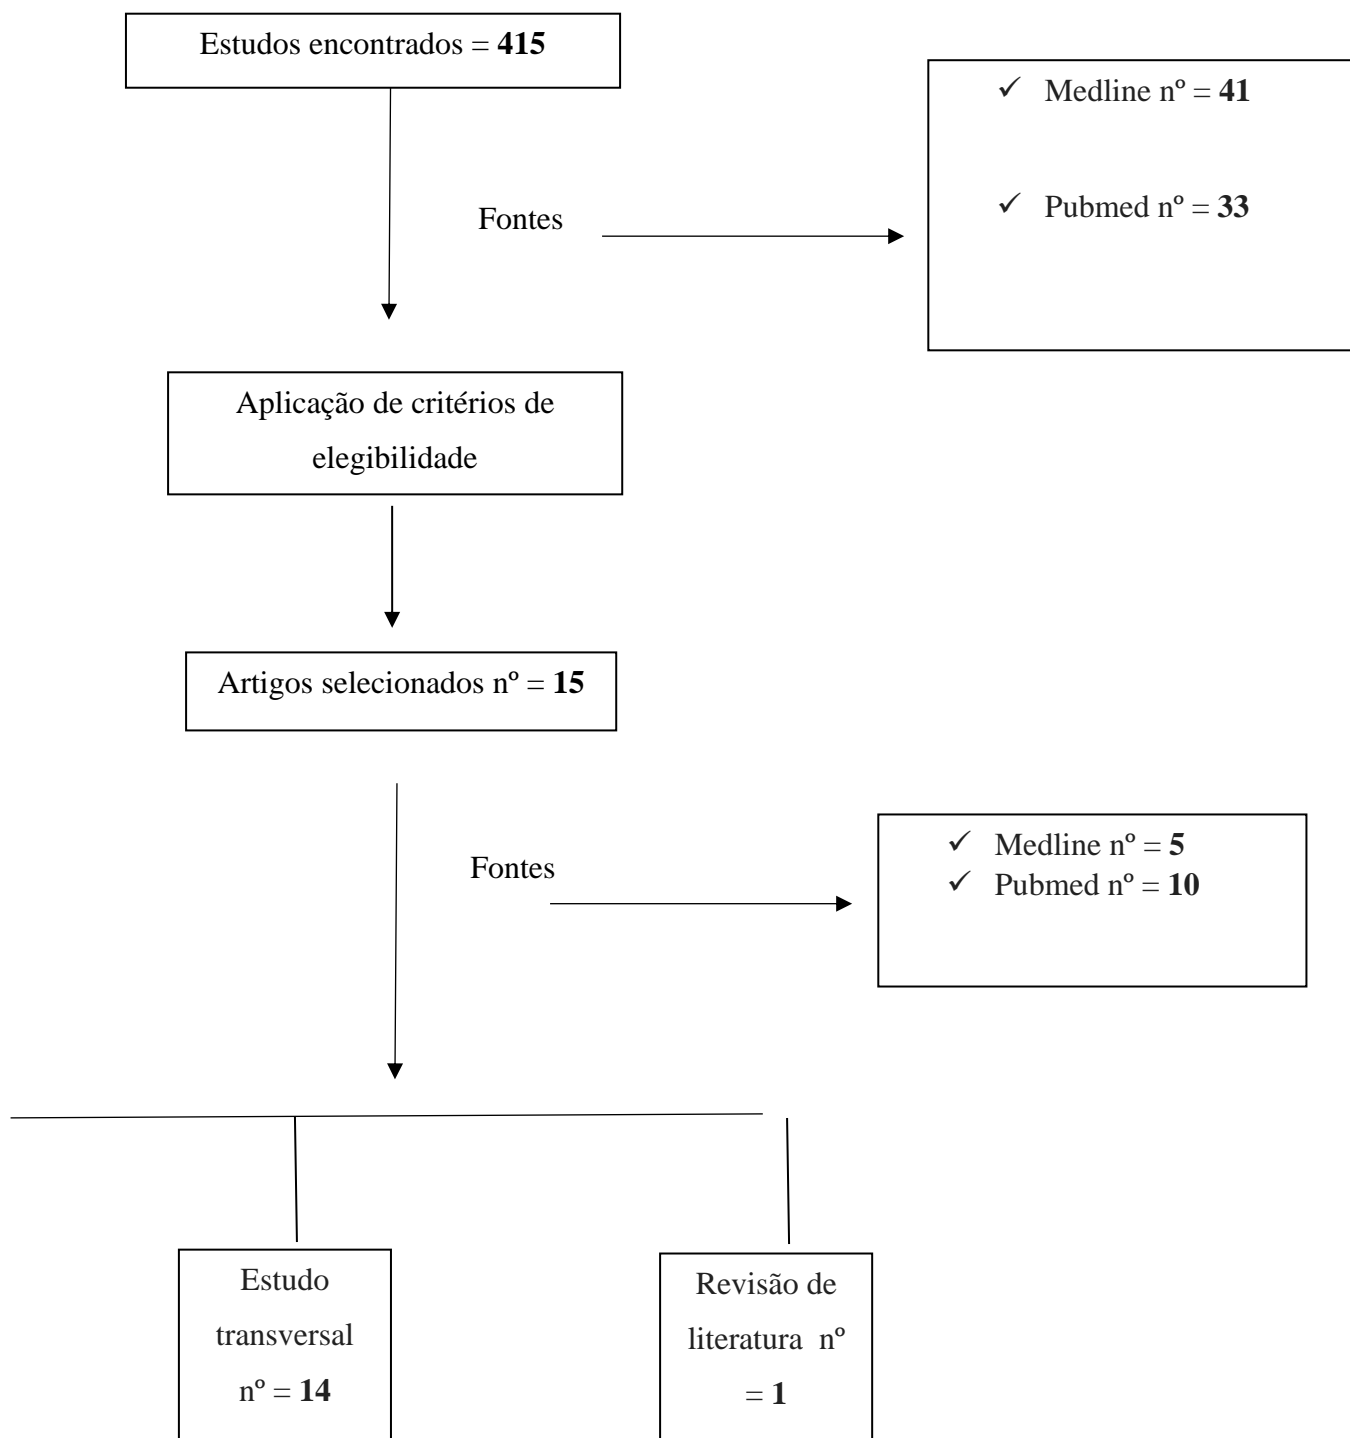 Estudos encontrados = 415
✓ Medline nº = 41
✓ Pubmed nº = 33
Fontes
Aplicação de critérios de
elegibilidade
Artigos selecionados nº = 15
✓ Medline nº = 5
✓ Pubmed nº = 10
Fontes
Estudo
transversal
nº = 14
Revisão de
literatura nº
= 1